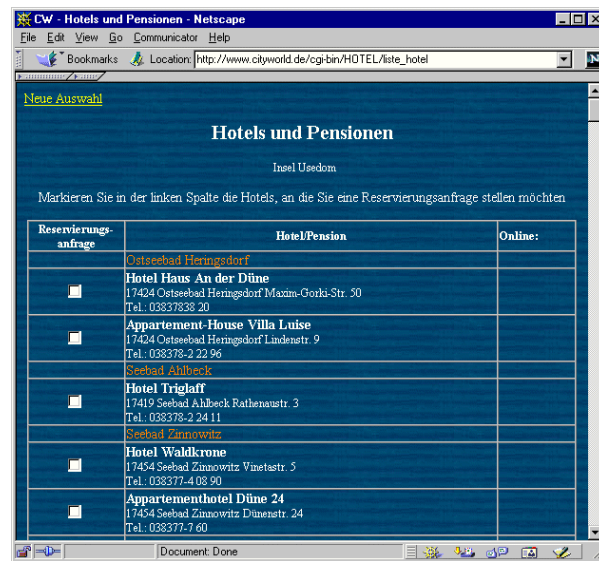 CW - Hotels und Pensionen - Netscape
File Edit View Go Communicator Help
Bookmarks Location: http://www.cityworld.de/cgi-bin/HOTEL/liste_hotel
N
Neue Auswahl
Hotels und Pensionen
Insel Usedom
Markieren Sie in der linken Spalte die Hotels, an die Sie eine Reservierungsanfrage stellen möchten
Reservierungs-
anfrage
Hotel/Pension
Online:
Ostseebad Heringsdorf
Hotel Haus An der Düne
17424 Ostseebad Heringsdorf Maxim-Gorki-Str. 50
Tel.: 03837838 20
Appartement-House Villa Luise
17424 Ostseebad Heringsdorf Lindenstr. 9
Tel.: 038378-2 22 96
Seebad Ahlbeck
Hotel Triglaff
17419 Seebad Ahlbeck Rathenaustr. 3
Tel.: 038378-2 24 11
Seebad Zinnowitz
Hotel Waldkrone
17454 Seebad Zinnowitz Vinetastr. 5
Tel.: 038377-4 08 90
Appartementhotel Düne 24
17454 Seebad Zinnowitz Dünenstr. 24
Tel.: 038377-7 60
Document: Done